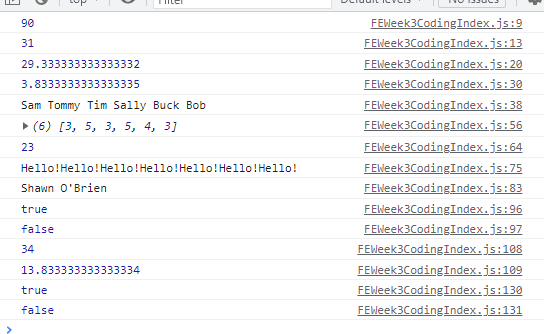 top
Filter
Default levels
No Issues
90 FEWeek3CodingIndex.js:9
31 FEWeek3CodingIndex.js:13
29.333333333333332 FEWeek3CodingIndex.js:20
3.8333333333333335 FEWeek3CodingIndex.js:30
Sam Tommy Tim Sally Buck Bob FEWeek3CodingIndex.js:38
(6) [3, 5, 3, 5, 4, 3] FEWeek3CodingIndex.js:56
23 FEWeek3CodingIndex.js:64
Hello!Hello!Hello!Hello!Hello!Hello!Hello! FEWeek3CodingIndex.js:75
Shawn O'Brien FEWeek3CodingIndex.js:83
true FEWeek3CodingIndex.js:96
false FEWeek3CodingIndex.js:97
34 FEWeek3CodingIndex.js:108
13.833333333333334 FEWeek3CodingIndex.js:109
true FEWeek3CodingIndex.js:130
false FEWeek3CodingIndex.js:131